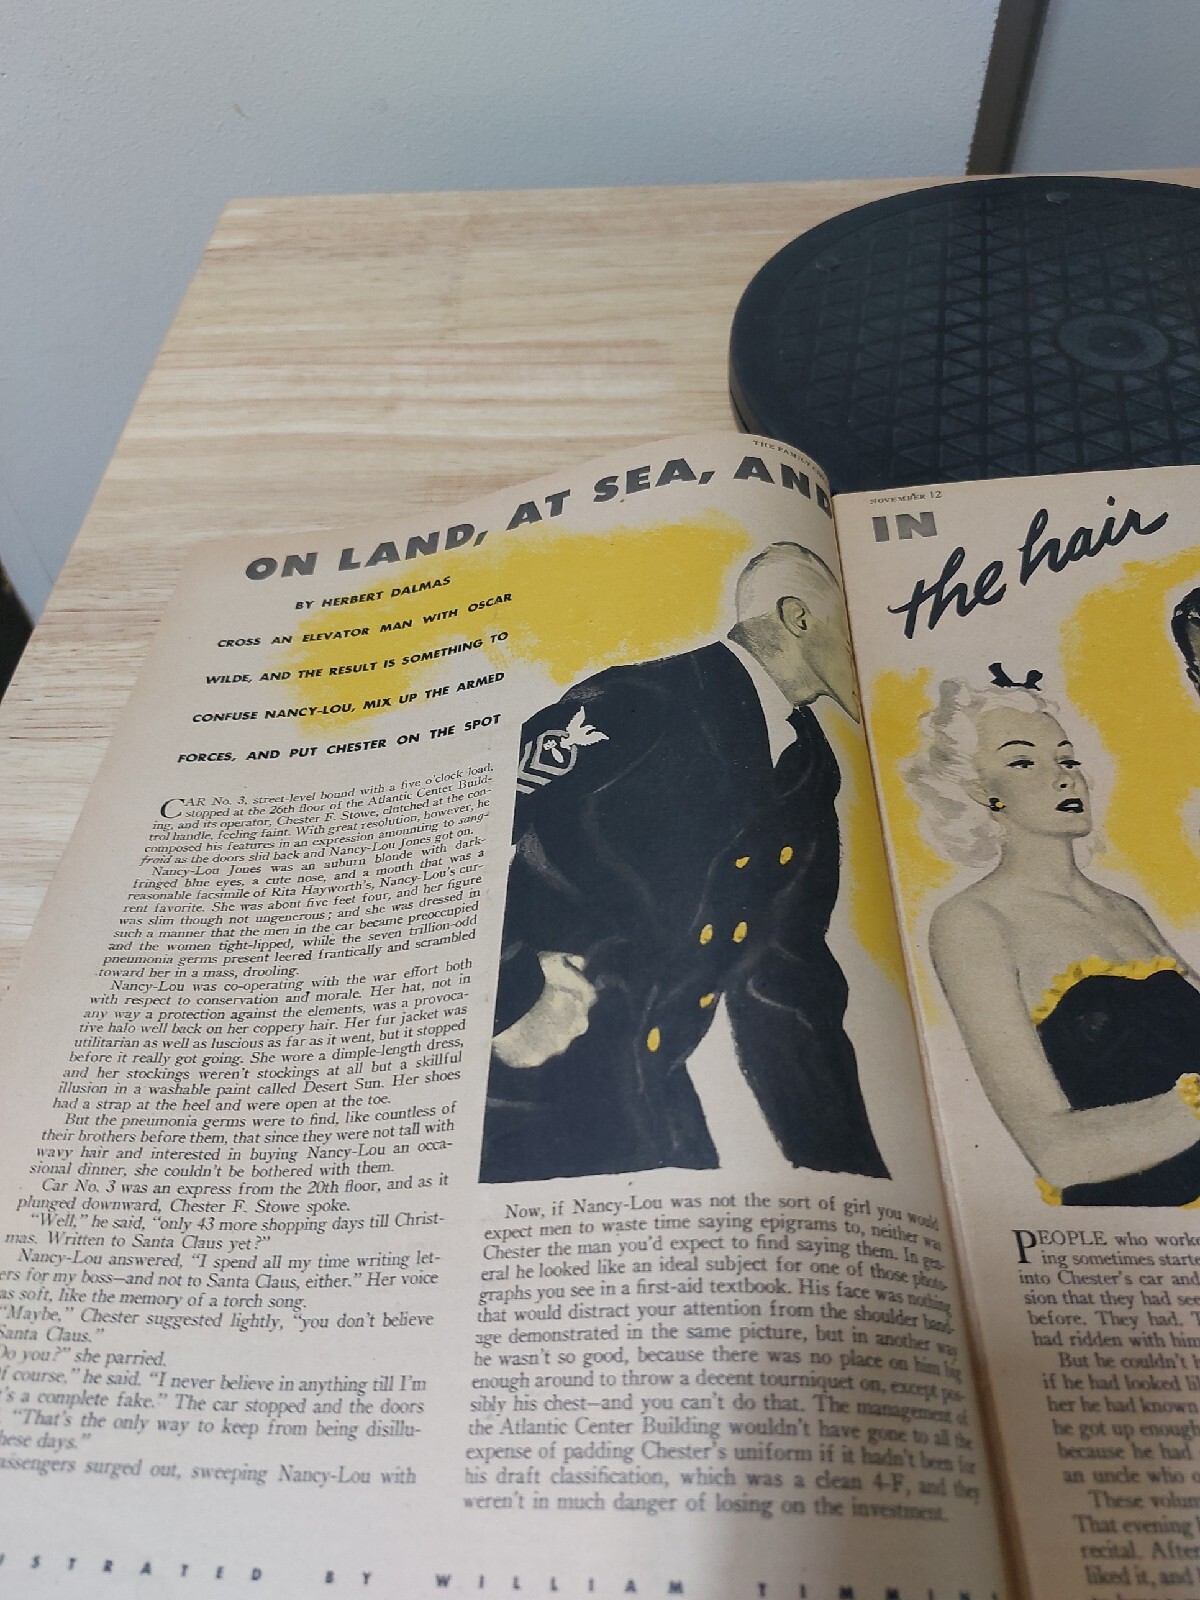 THE FAMILY
ON LAND, AT SEA, AND
BY HERBERT DALMAS
CROSS AN ELEVATOR MAN WITH OSCAR
WILDE, AND THE RESULT IS SOMETHING TO
CONFUSE NANCY-LOU, MIX UP THE ARMED
FORCES, AND PUT CHESTER ON THE SPOT
CAR No. 3, street-level bound with a five o'clock load,
stopped at the 26th floor of the Atlantic Center Build-
ing, and its operator, Chester F. Stowe, clutched at the con-
trol handle, feeling faint. With great resolution, however, he
composed his features in an expression amounting to sang-
froid as the doors slid back and Nancy-Lou Jones got on.
Nancy-Lou Jones was an auburn blonde with dark-
fringed blue eyes, a cute nose, and a mouth that was a
reasonable facsimile of Rita Hayworth's, Nancy-Lou's cur-
rent favorite. She was about five feet four, and her figure
was slim though not ungenerous; and she was dressed in
such a manner that the men in the car became preoccupied
and the women tight-lipped, while the seven trillion-odd
pneumonia germs present leered frantically and scrambled
toward her in a mass, drooling.
Nancy-Lou was co-operating with the war effort both
with respect to conservation and morale. Her hat, not in
any way a protection against the elements, was a provoca-
tive halo well back on her coppery hair. Her fur jacket was
utilitarian as well as luscious as far as it went, but it stopped
before it really got going. She wore a dimple-length dress,
and her stockings weren't stockings at all but a skillful
illusion in a washable paint called Desert Sun. Her shoes
had a strap at the heel and were open at the toe.
But the pneumonia germs were to find, like countless of
their brothers before them, that since they were not tall with
wavy hair and interested in buying Nancy-Lou an occa-
sional dinner, she couldn't be bothered with them.
Car No. 3 was an express from the 20th floor, and as it
plunged downward, Chester F. Stowe spoke.
"Well," he said, "only 43 more shopping days till Christ-
mas. Written to Santa Claus yet?"
Nancy-Lou answered, "I spend all my time writing let-
ers for my boss—and not to Santa Claus, either." Her voice
as soft, like the memory of a torch song.
"Maybe," Chester suggested lightly, "you don't believe
Santa Claus."
Do you?" she parried.
f course," he said. "I never believe in anything till I'm
's a complete fake." The car stopped and the doors
"That's the only way to keep from being disillu-
hese days."
assengers surged out, sweeping Nancy-Lou with
Now, if Nancy-Lou was not the sort of girl you would
expect men to waste time saying epigrams to, neither was
Chester the man you'd expect to find saying them. In gen-
eral he looked like an ideal subject for one of those photo-
graphs you see in a first-aid textbook. His face was nothing
that would distract your attention from the shoulder band-
age demonstrated in the same picture, but in another way
he wasn't so good, because there was no place on him big
enough around to throw a decent tourniquet on, except pos-
sibly his chest—and you can't do that. The management of
the Atlantic Center Building wouldn't have gone to all the
expense of padding Chester's uniform if it hadn't been for
his draft classification, which was a clean 4-F, and they
weren't in much danger of losing on the investment.
USTRATED BY WILLIAM TIMMIN
NOVEMBER 12
IN
the hair
PEOPLE who worke
ing sometimes starte
into Chester's car and
sion that they had see
before. They had. T
had ridden with him
But he couldn't h
if he had looked li
her he had known
he got up enough
because he had
an uncle who o
These volum
That evening
recital. After
liked it, and